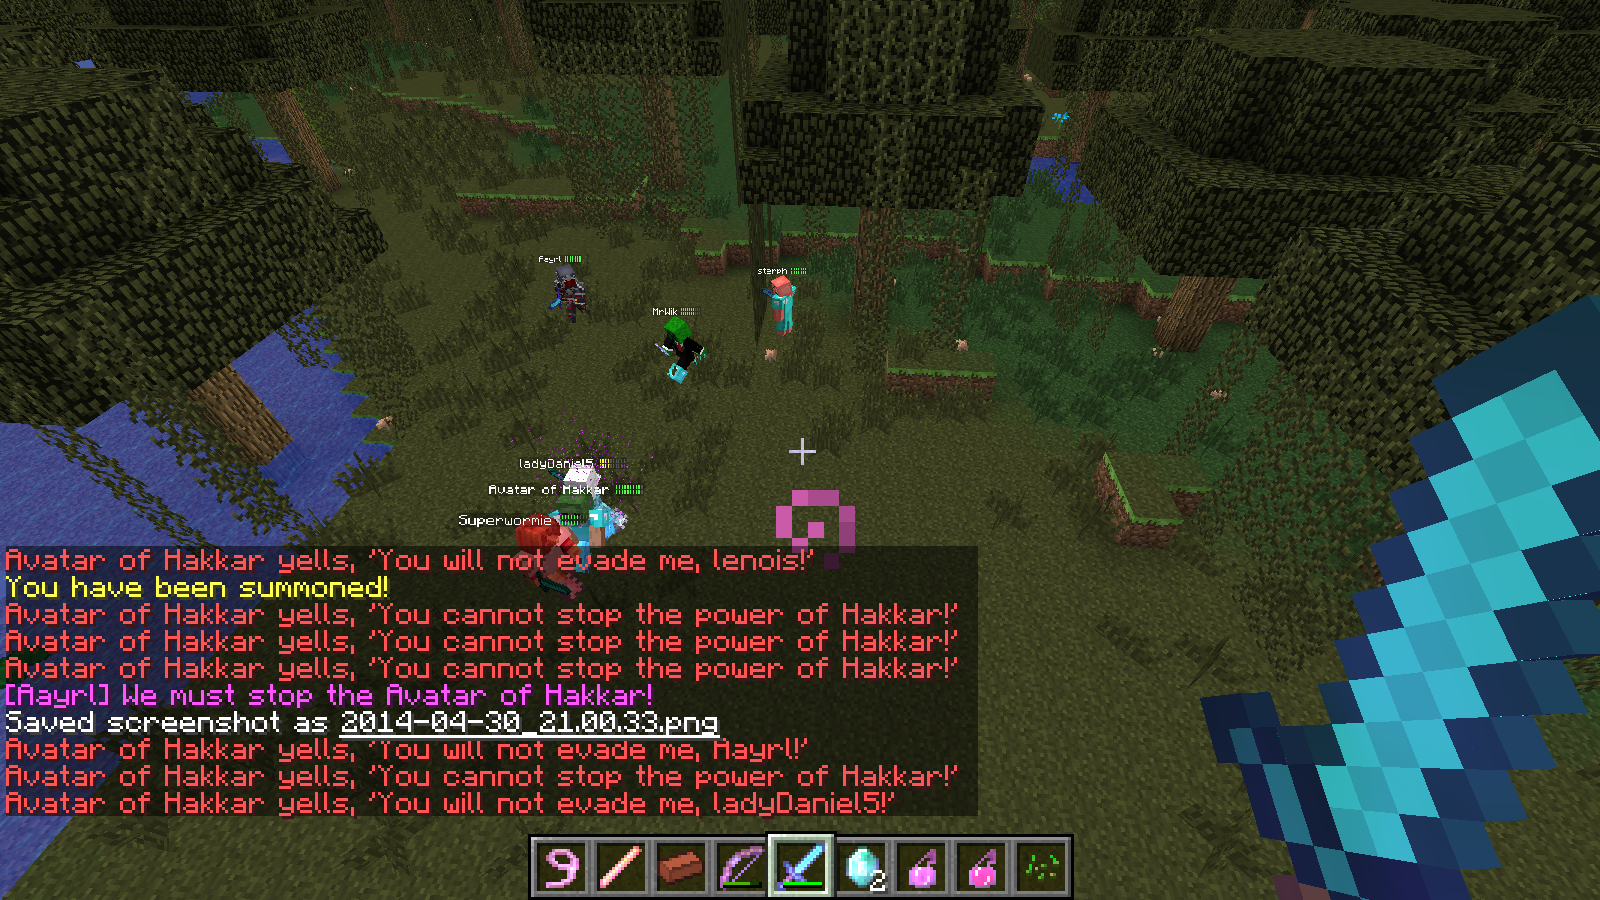 Aayrl
sterph
MrWik
ladyDaniel5
Avatar of Hakkar
Superwormie
Avatar of Hakkar yells, 'You will not evade me, lenois!'
You have been summoned!
Avatar of Hakkar yells, 'You cannot stop the power of Hakkar!'
Avatar of Hakkar yells, 'You cannot stop the power of Hakkar!'
Avatar of Hakkar yells, 'You cannot stop the power of Hakkar!'
[Aayrl] We must stop the Avatar of Hakkar!
Saved screenshot as 2014-04-30_21.00.33.png
Avatar of Hakkar yells, 'You will not evade me, Aayrl!'
Avatar of Hakkar yells, 'You cannot stop the power of Hakkar!'
Avatar of Hakkar yells, 'You will not evade me, ladyDaniel5!'
2